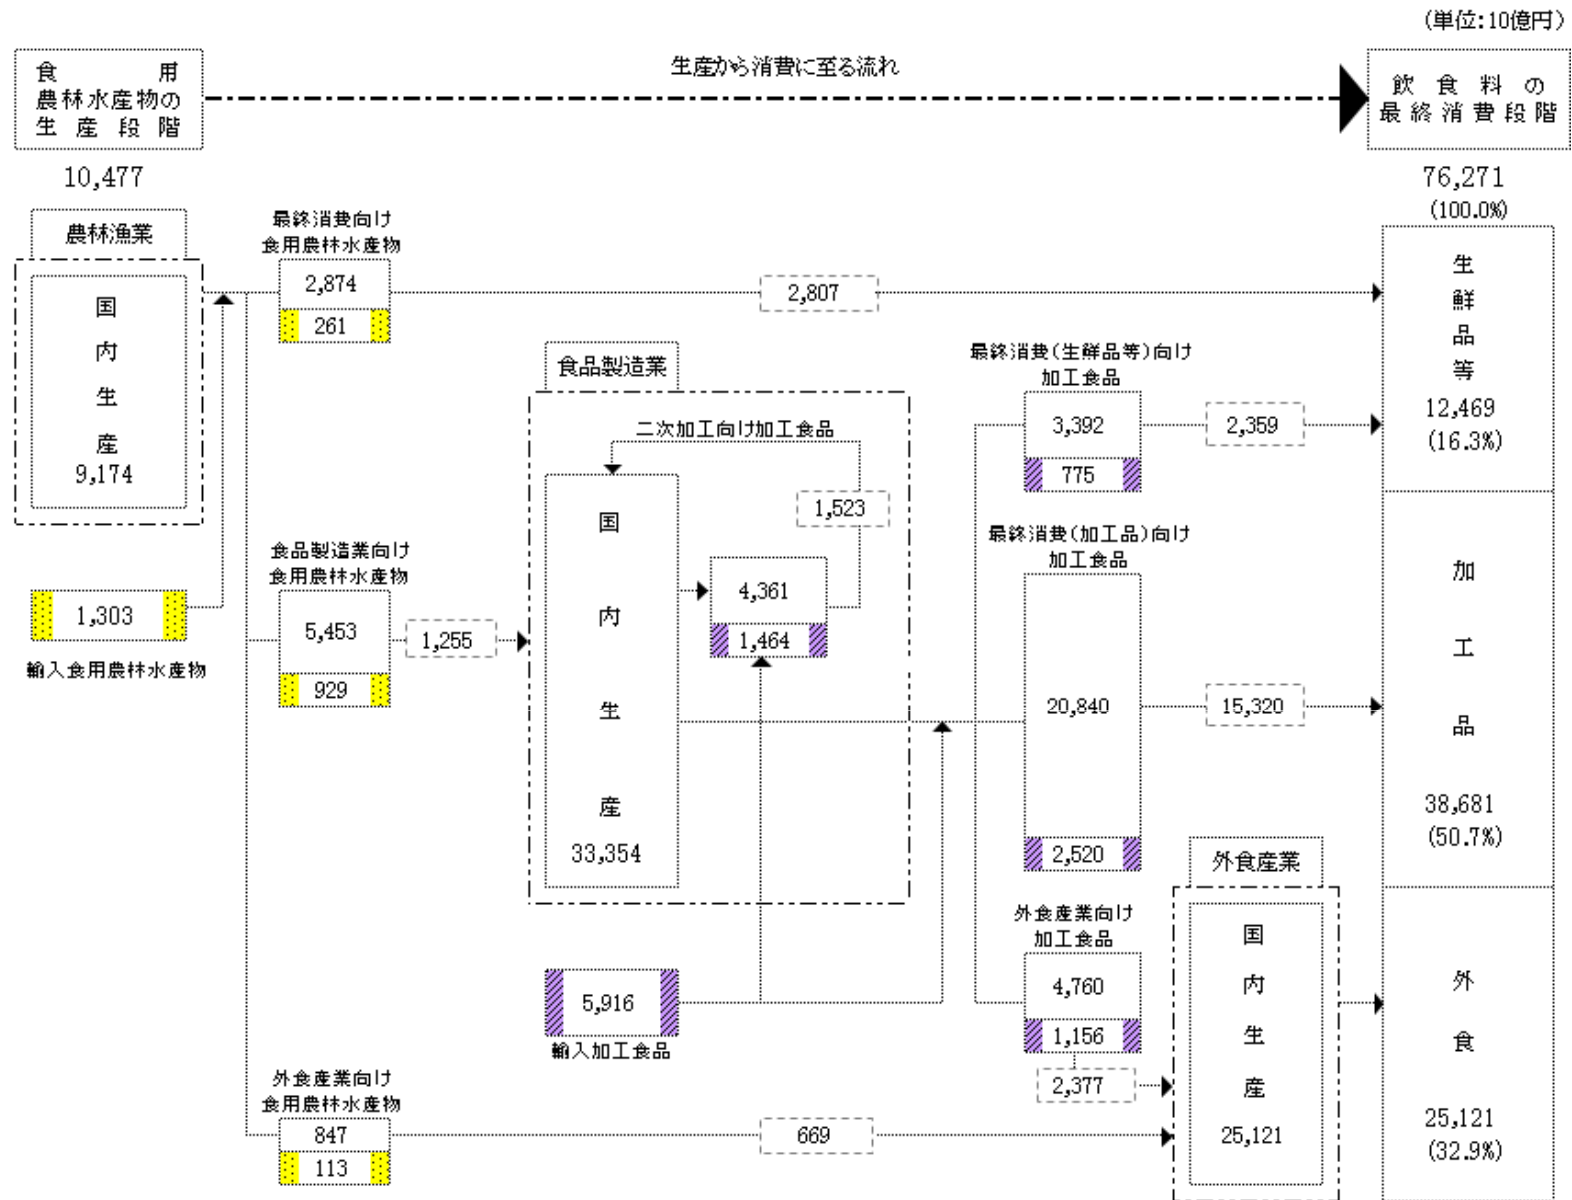 (単位:10億円)
食用
農林水産物の
生産段階
生産から消費に至る流れ
飲食料の
最終消費段階
10,477
76,271
(100.0%)
農林漁業
国内生産
9,174
最終消費向け
食用農林水産物
2,874
261
2,807
生鮮品等
12,469
(16.3%)
食品製造業
最終消費(生鮮品等)向け
加工食品
3,392
775
2,359
二次加工向け加工食品
1,523
国内生産
33,354
4,361
1,464
食品製造業向け
食用農林水産物
5,453
929
1,255
1,303
輸入食用農林水産物
最終消費(加工品)向け
加工食品
20,840
2,520
15,320
加工品
38,681
(50.7%)
外食産業
外食産業向け
加工食品
4,760
1,156
2,377
国内生産
25,121
外食
25,121
(32.9%)
5,916
輸入加工食品
外食産業向け
食用農林水産物
847
113
669